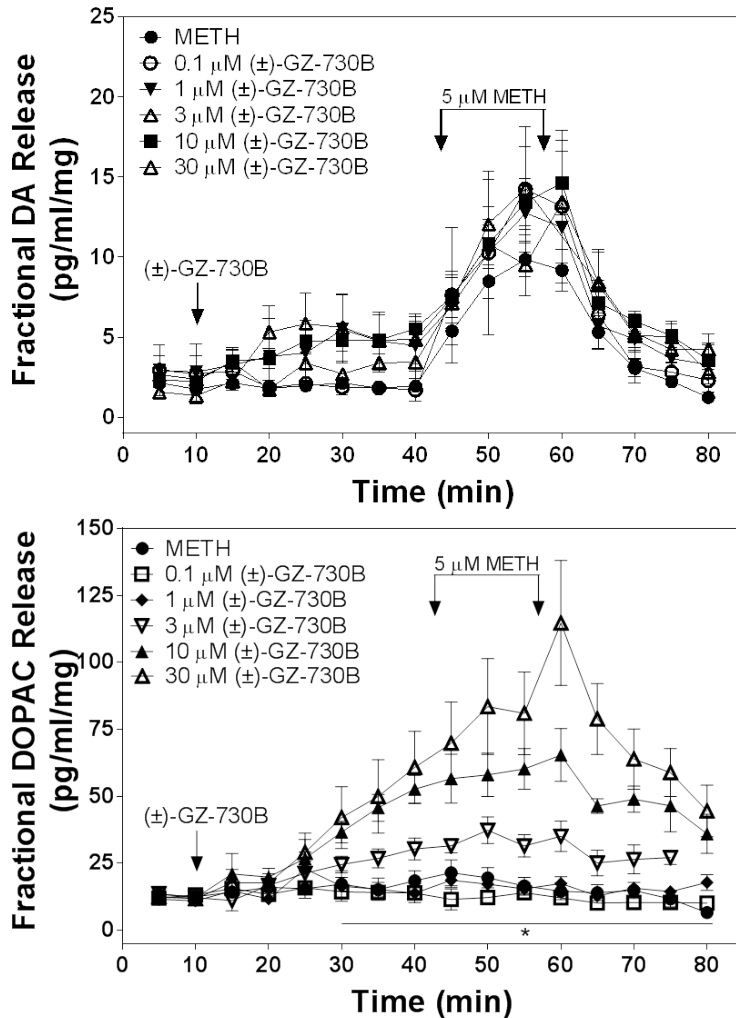 Fractional DA Release
(pg/ml/mg)
25
20
15
10
5
0
METH
0.1 μM (±)-GZ-730B
1 μM (±)-GZ-730B
3 μM (±)-GZ-730B
10 μM (±)-GZ-730B
30 μM (±)-GZ-730B
5 μM METH
(±)-GZ-730B
0 10 20 30 40 50 60 70 80
Time (min)
Fractional DOPAC Release
(pg/ml/mg)
150
125
100
75
50
25
0
METH
0.1 μM (±)-GZ-730B
1 μM (±)-GZ-730B
3 μM (±)-GZ-730B
10 μM (±)-GZ-730B
30 μM (±)-GZ-730B
5 μM METH
(±)-GZ-730B
*
0 10 20 30 40 50 60 70 80
Time (min)